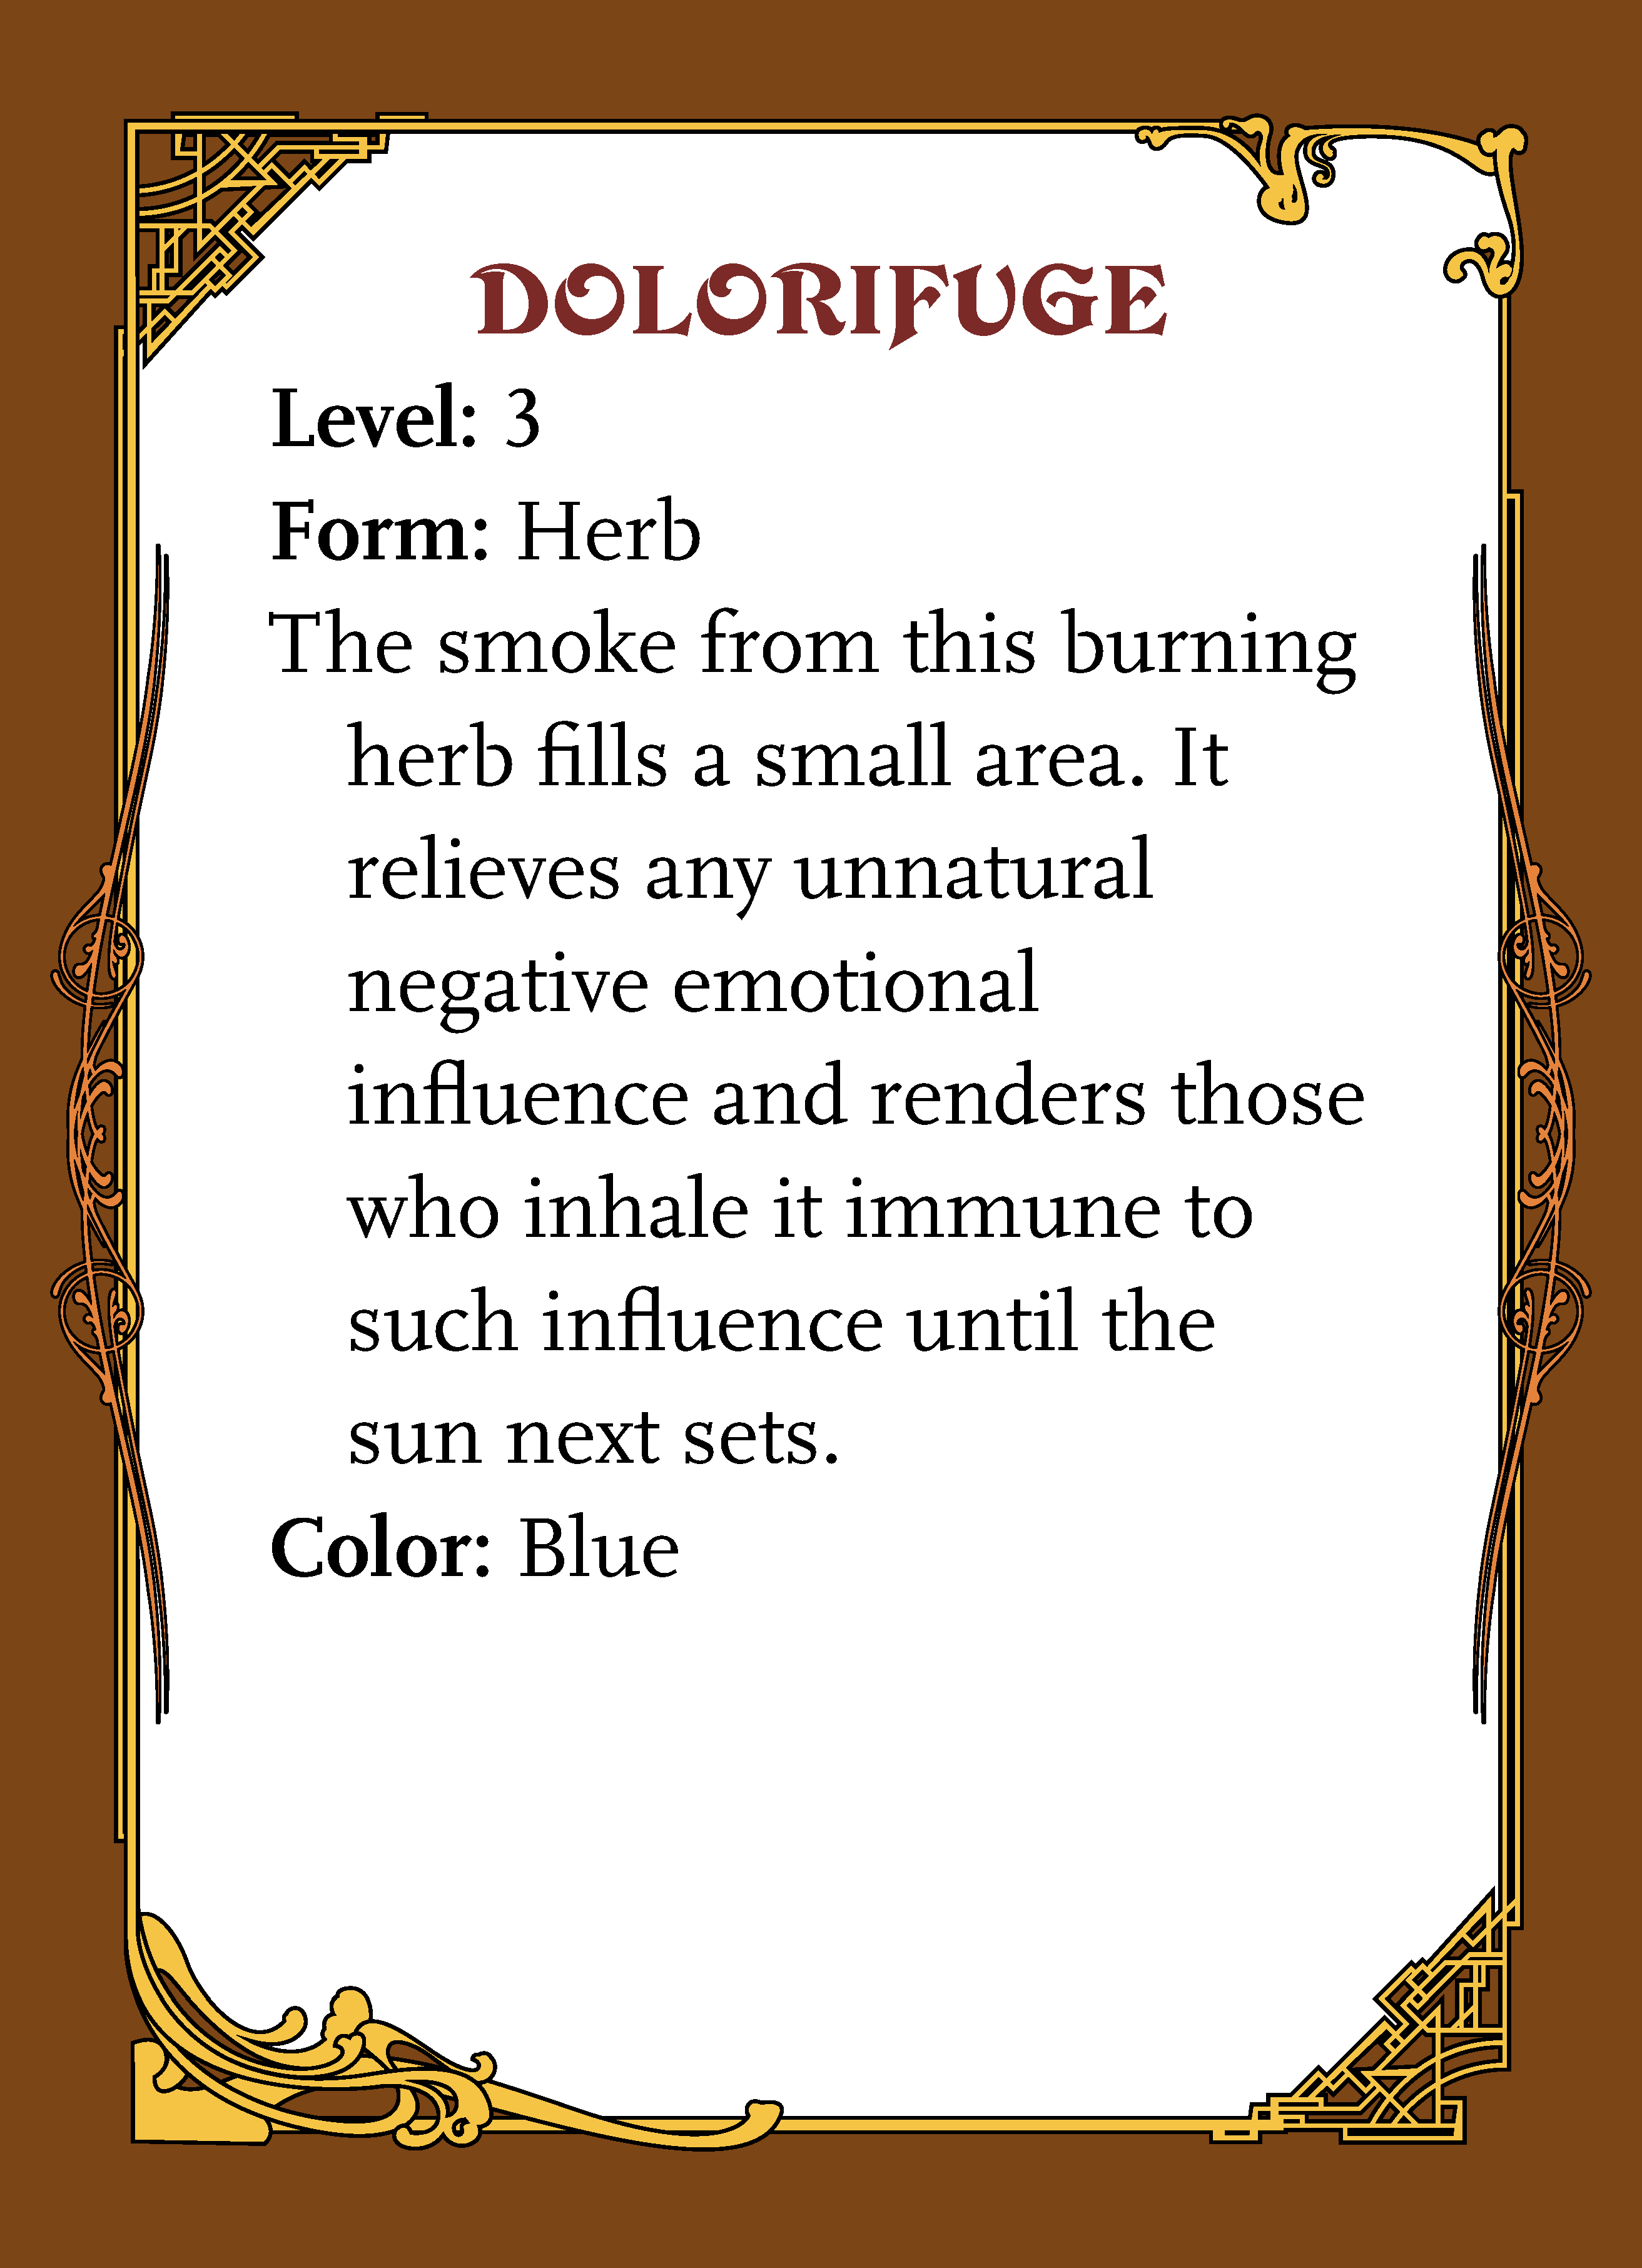 DOLORIFUGE
Level: 3
Form: Herb
The smoke from this burning
herb fills a small area. It
relieves any unnatural
negative emotional
influence and renders those
who inhale it immune to
such influence until the
sun next sets.
Color: Blue